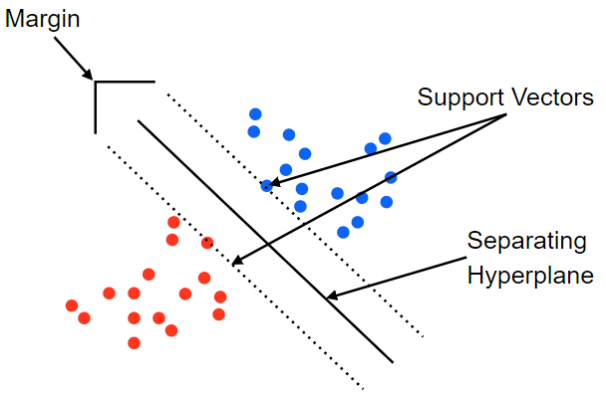 Margin
Support Vectors
Separating
Hyperplane